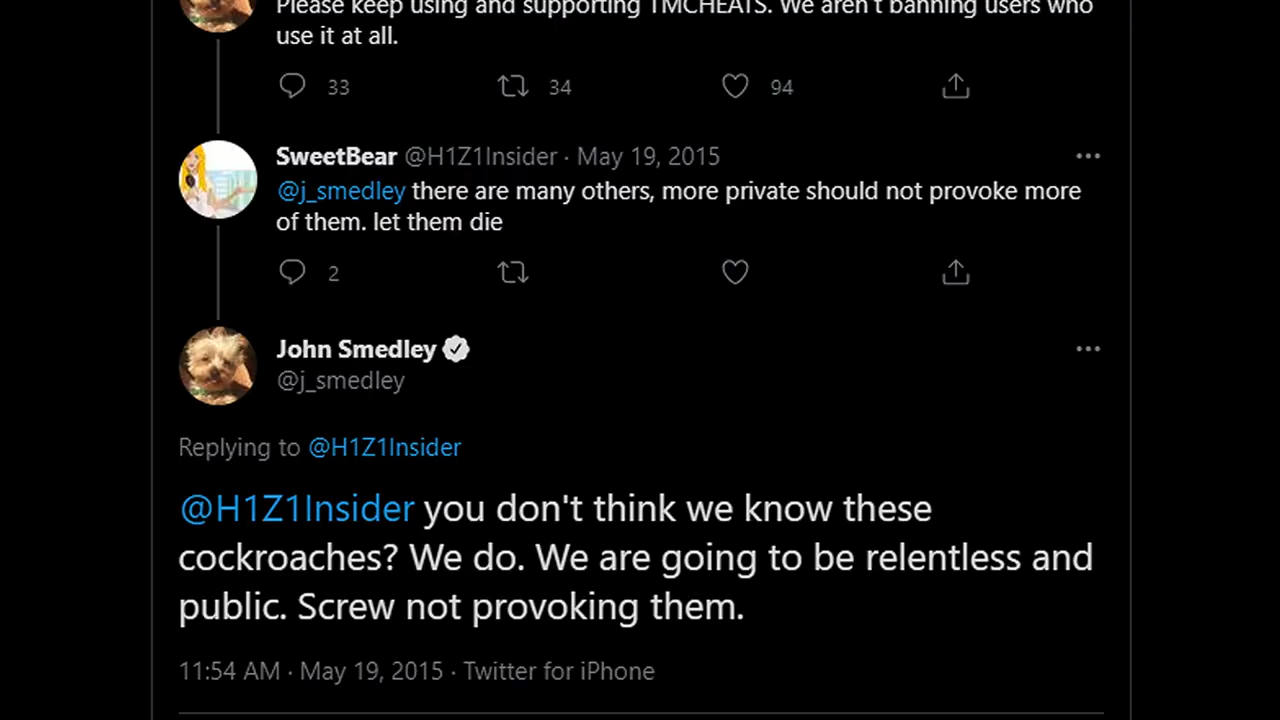 Please keep using and supporting TMCHEATS. We aren't banning users who
use it at all.
33 34 94
SweetBear @H1Z1Insider · May 19, 2015
@j_smedley there are many others, more private should not provoke more
of them. let them die
2
John Smedley
@j_smedley
Replying to @H1Z1Insider
@H1Z1Insider you don't think we know these
cockroaches? We do. We are going to be relentless and
public. Screw not provoking them.
11:54 AM · May 19, 2015 · Twitter for iPhone